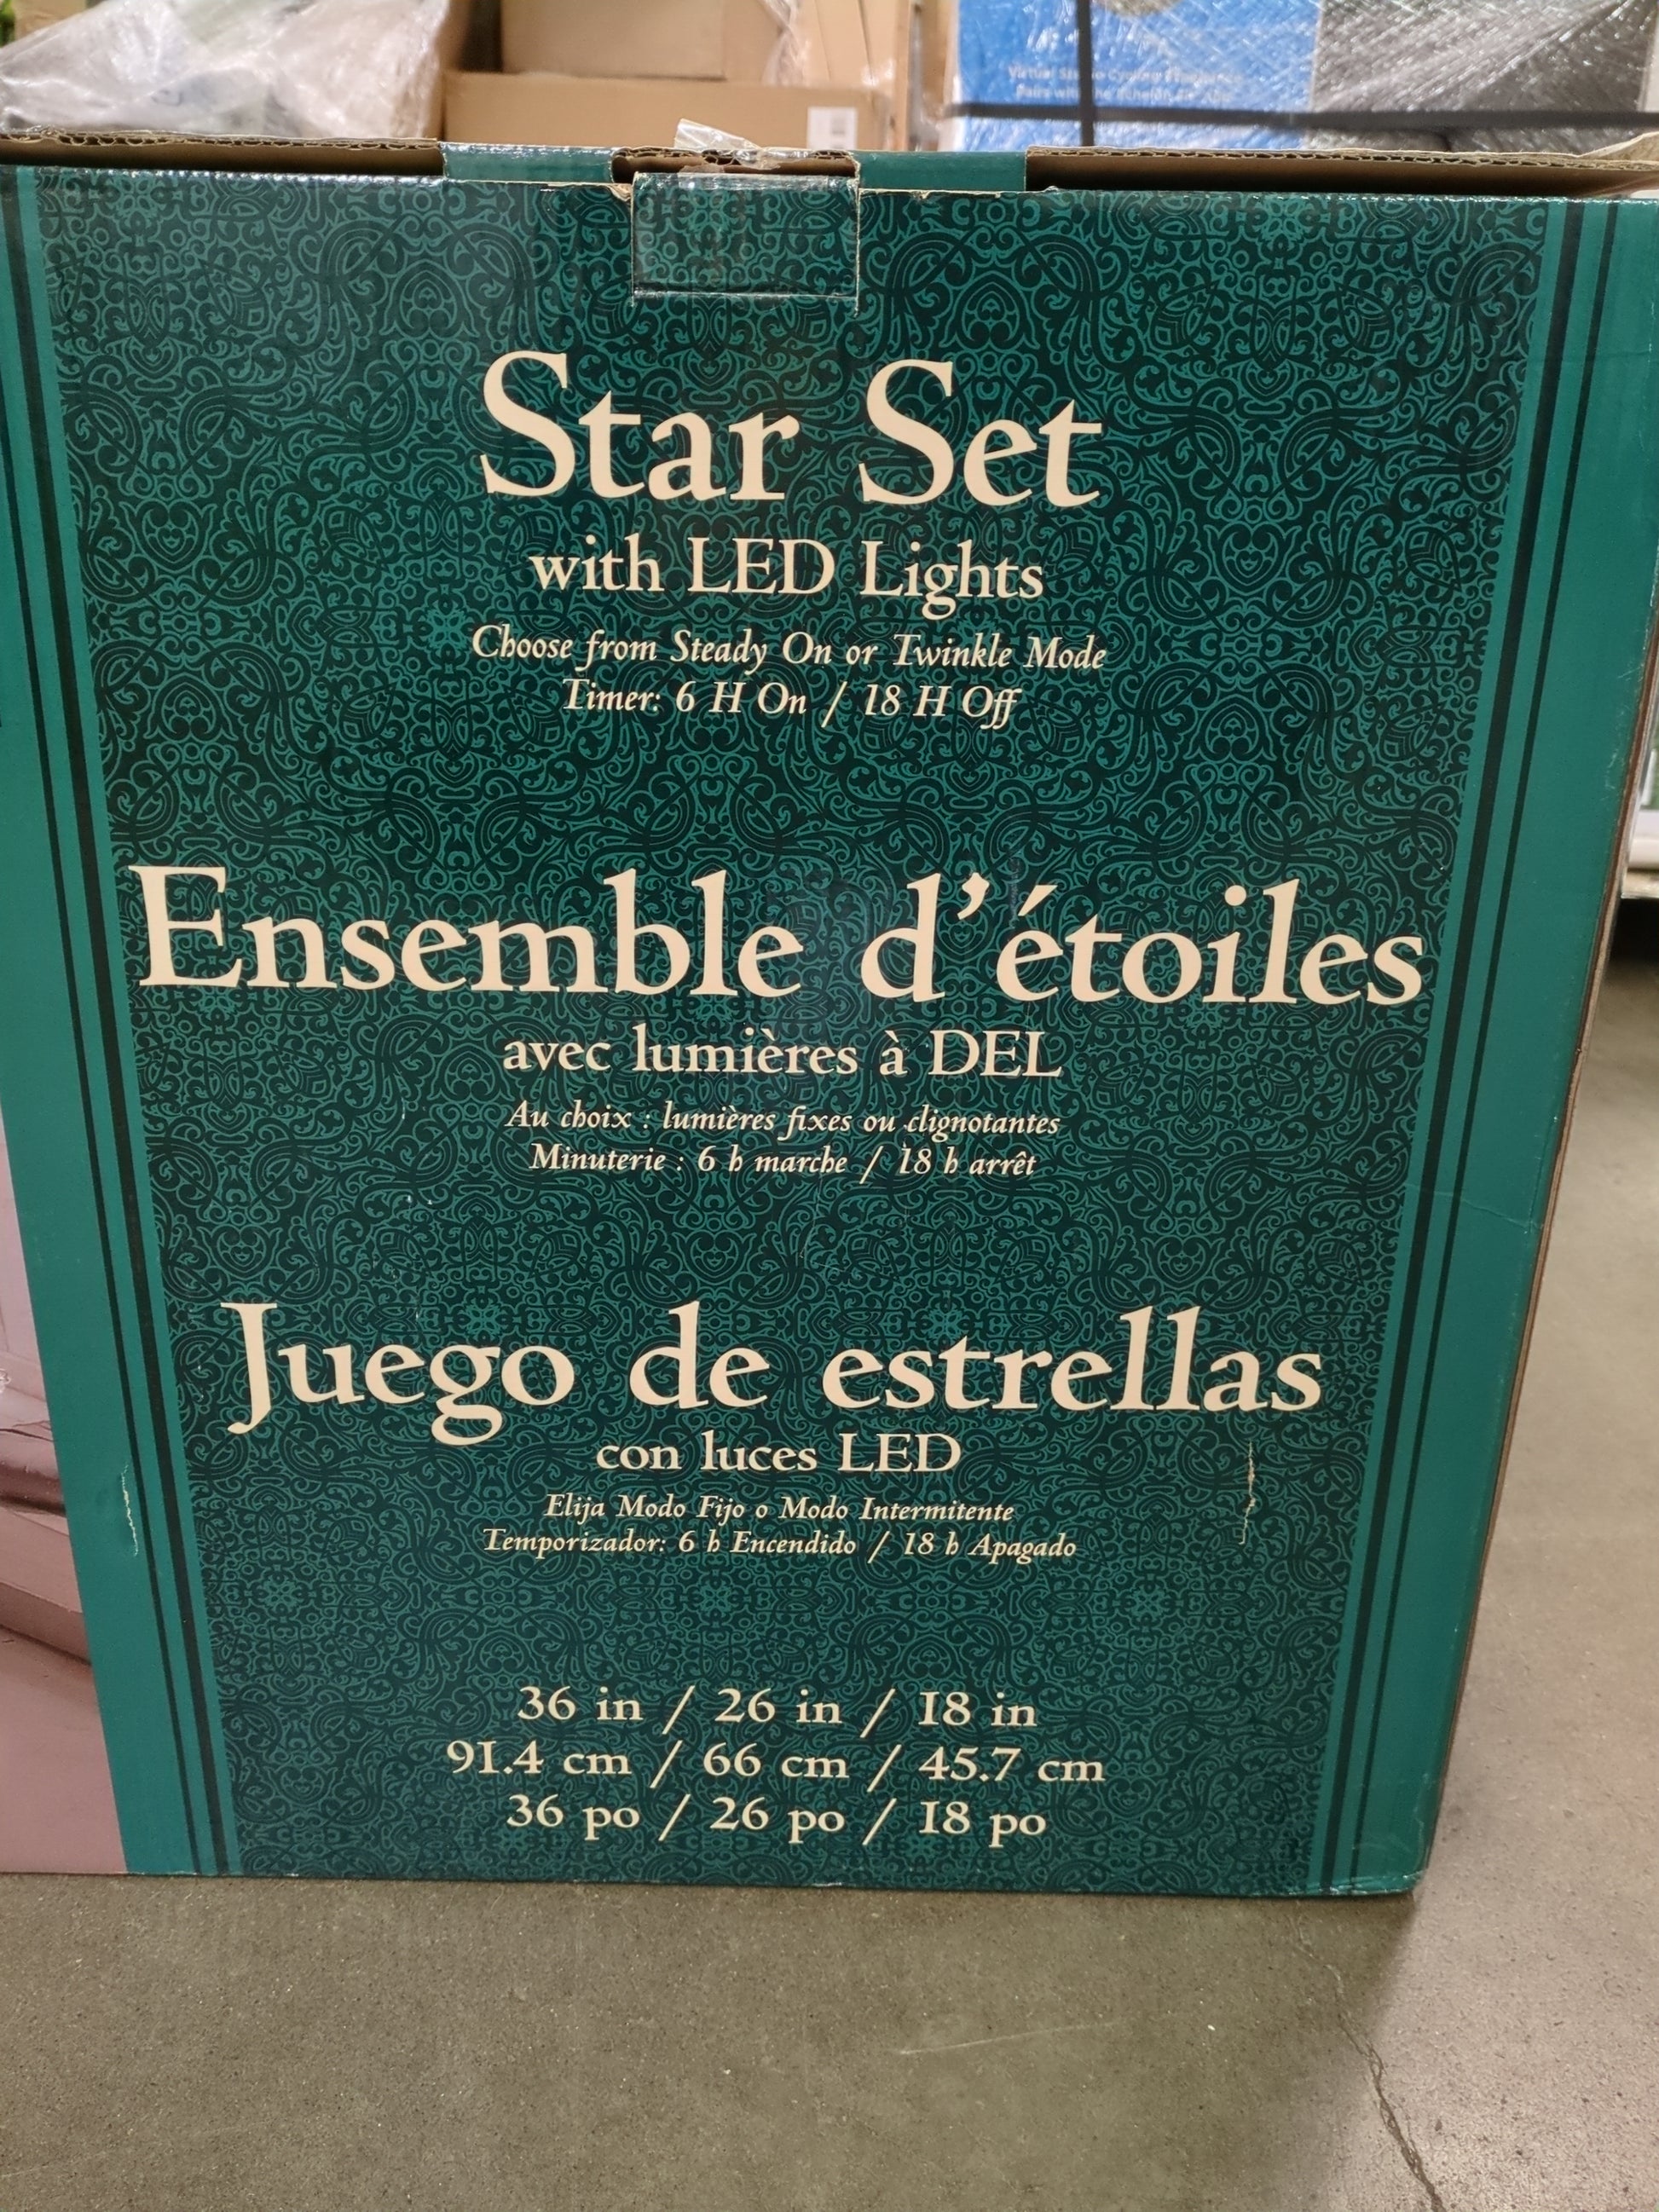 Star Set
with LED Lights
Choose from Steady On or Twinkle Mode
Timer: 6 H On / 18 H Off
Ensemble d'étoiles
avec lumières à DEL
Au choix : lumières fixes ou clignotantes
Minuterie : 6 h marche / 18 h arrêt
Juego de estrellas
con luces LED
Elija Modo Fijo o Modo Intermitente
Temporizador: 6 h Encendido / 18 h Apagado
36 in / 26 in / 18 in
91.4 cm / 66 cm / 45.7 cm
36 po / 26 po / 18 po